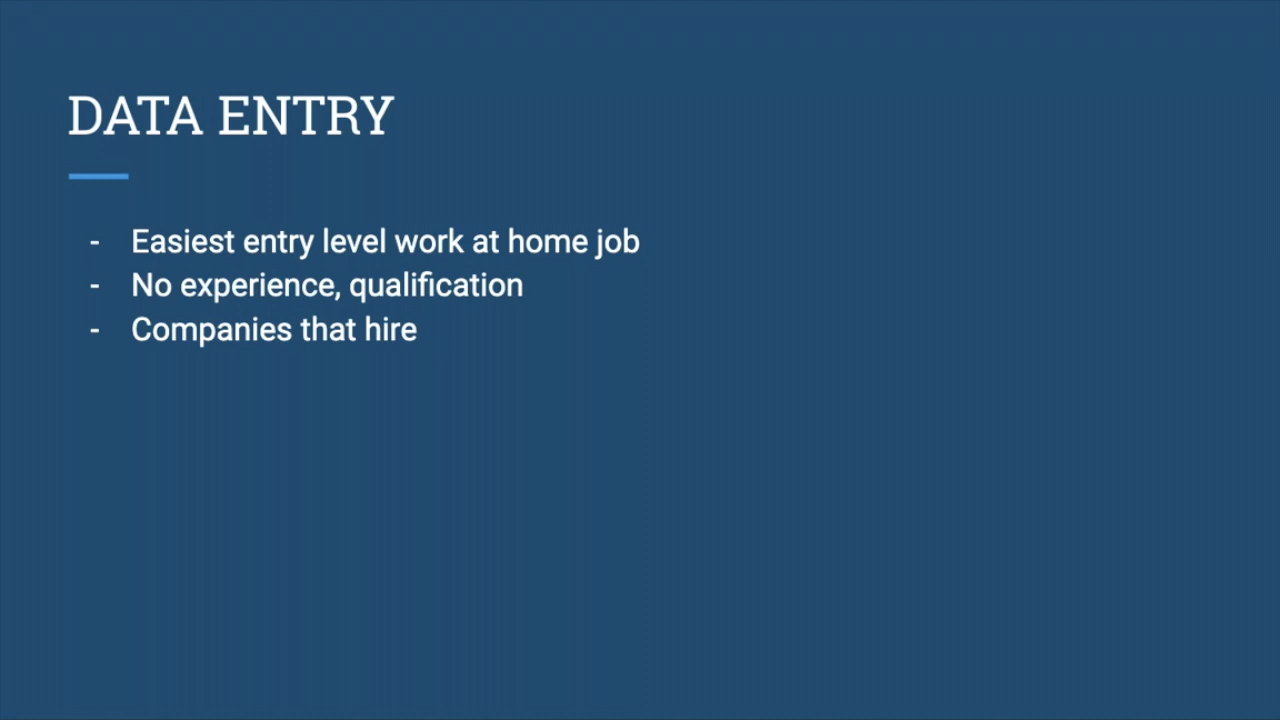 DATA ENTRY
- Easiest entry level work at home job
- No experience, qualification
- Companies that hire